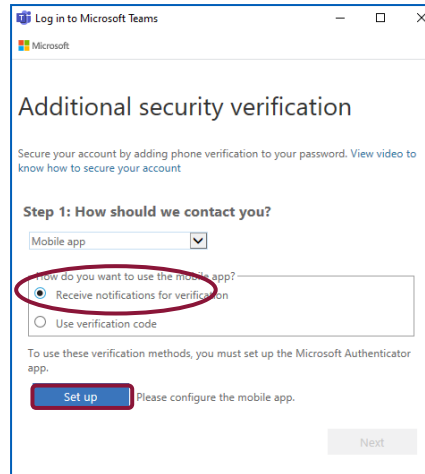 Log in to Microsoft Teams
Microsoft
Additional security verification
Secure your account by adding phone verification to your password. View video to
know how to secure your account
Step 1: How should we contact you?
Mobile app
How do you want to use the mobile app?
Receive notifications for verification
Use verification code
To use these verification methods, you must set up the Microsoft Authenticator
app.
Set up Please configure the mobile app.
Next